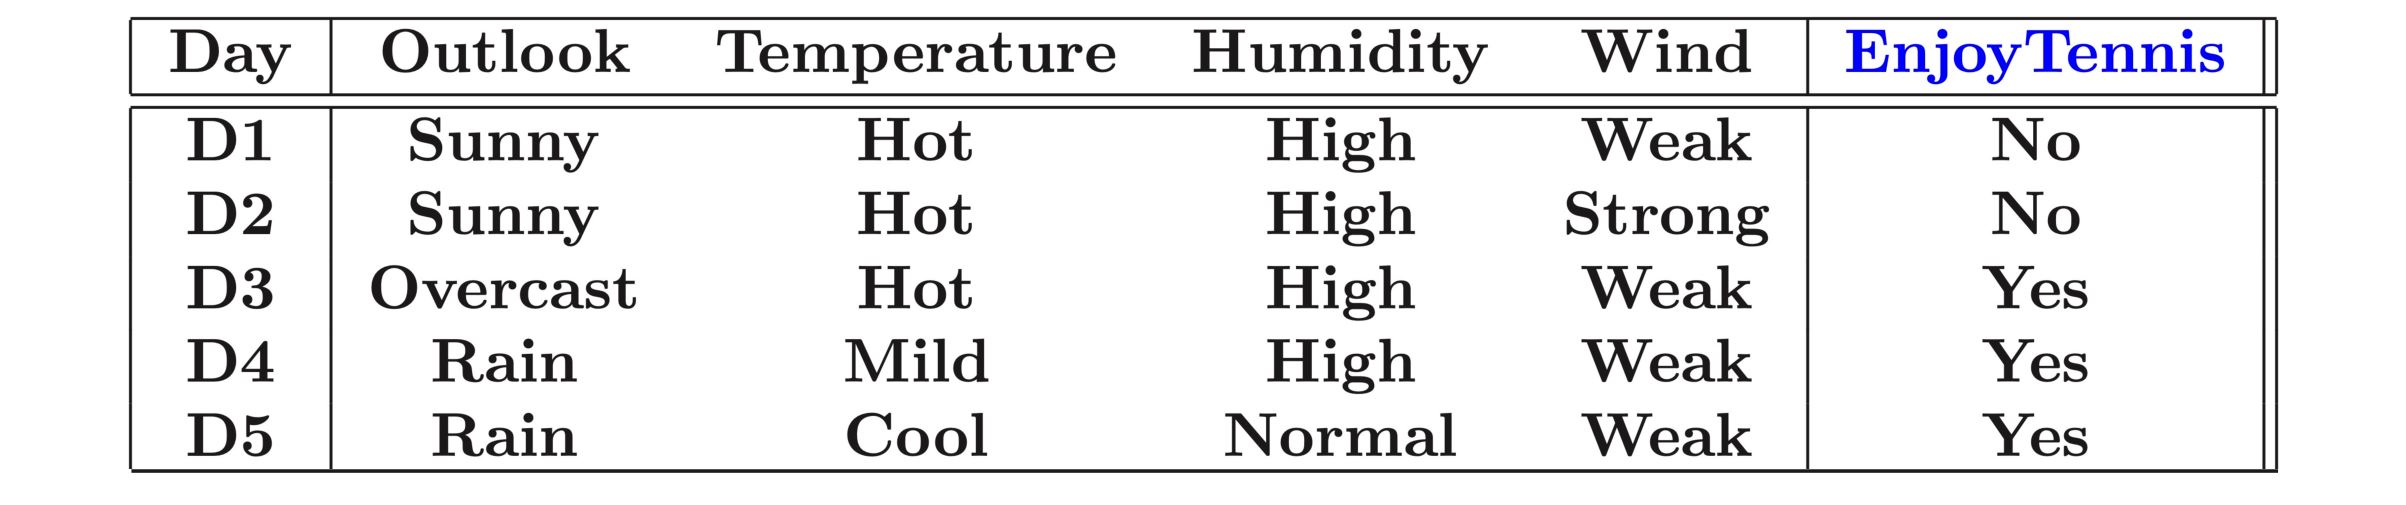 Day Outlook Temperature Humidity Wind EnjoyTennis
D1 Sunny Hot High Weak No
D2 Sunny Hot High Strong No
D3 Overcast Hot High Weak Yes
D4 Rain Mild High Weak Yes
D5 Rain Cool Normal Weak Yes